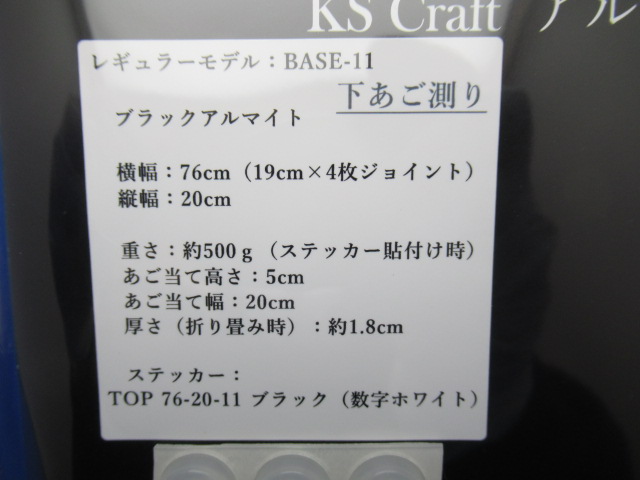 KS Craft アル
レギュラーモデル：BASE-11
下あご測り
ブラックアルマイト
横幅：76cm（19cm×4枚ジョイント）
縦幅：20cm
重さ：約500ｇ（ステッカー貼付け時）
あご当て高さ：5cm
あご当て幅：20cm
厚さ（折り畳み時）：約1.8cm
ステッカー：
TOP 76-20-11 ブラック（数字ホワイト）